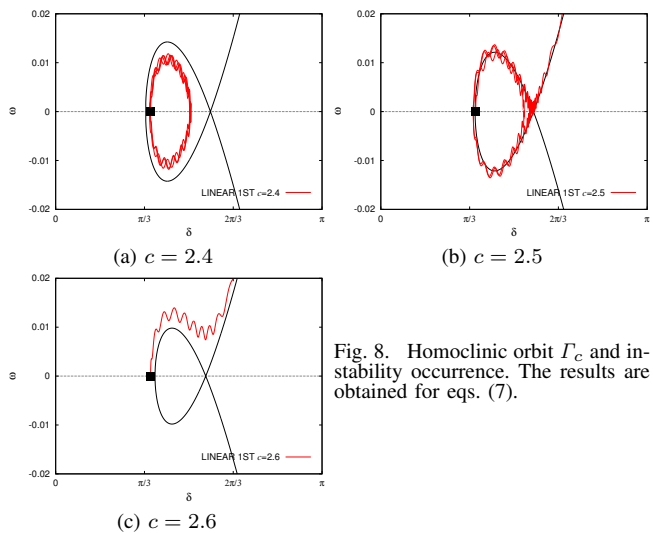 0.02
0.01
ω
0
-0.01
LINEAR 1ST c=2.4
-0.02
0
π/3
2π/3
π
δ
(a) c = 2.4
0.02
0.01
ω
0
-0.01
LINEAR 1ST c=2.5
-0.02
0
π/3
2π/3
π
δ
(b) c = 2.5
0.02
0.01
ω
0
-0.01
LINEAR 1ST c=2.6
-0.02
0
π/3
2π/3
π
δ
(c) c = 2.6
Fig. 8. Homoclinic orbit Γc and in-
stability occurrence. The results are
obtained for eqs. (7).